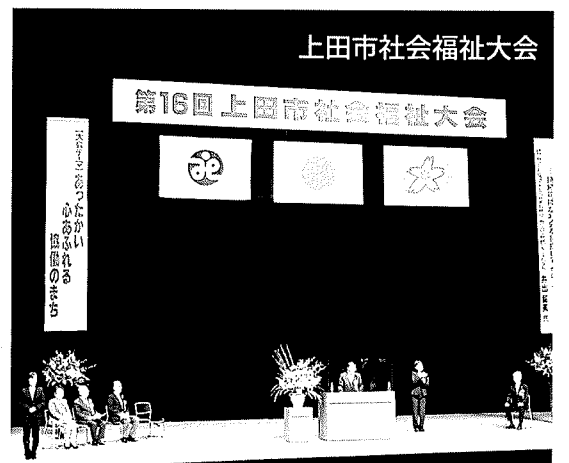 上田市社会福祉大会
第16回上田市社会福祉大会
大会テーマ あったかい
心あふれる
協働のまち